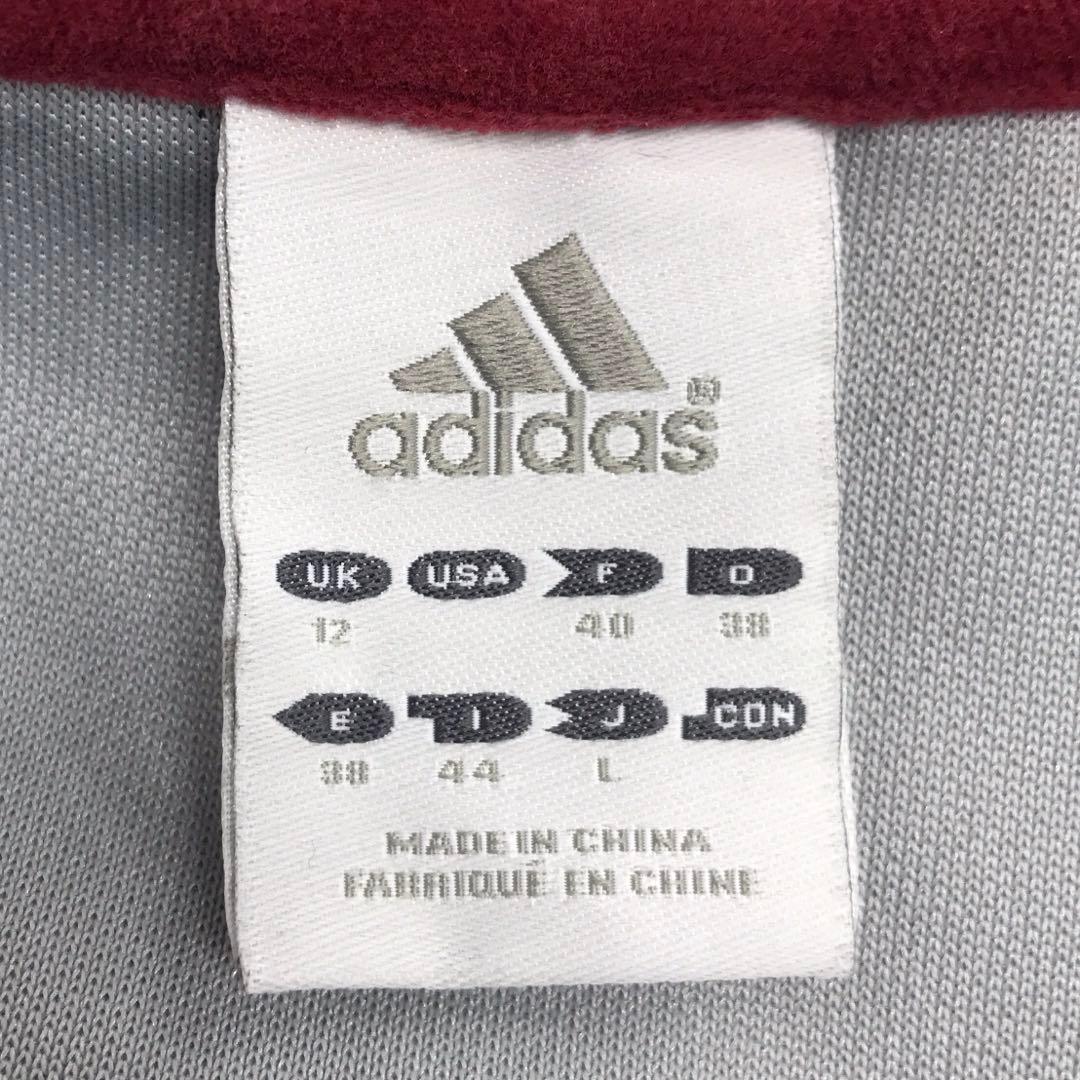 adidas®
UK USA F D
12 40 38
E I J CON
38 44 L
MADE IN CHINA
FABRIQUÉ EN CHINE